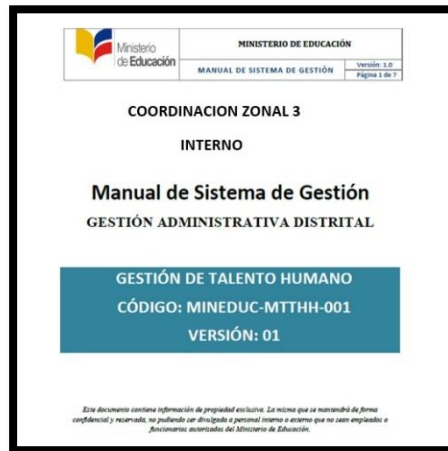 Ministerio
de Educación
MINISTERIO DE EDUCACIÓN
MANUAL DE SISTEMA DE GESTIÓN
Versión: 1.0
Página 1 de 7
COORDINACION ZONAL 3
INTERNO
Manual de Sistema de Gestión
GESTIÓN ADMINISTRATIVA DISTRITAL
GESTIÓN DE TALENTO HUMANO
CÓDIGO: MINEDUC-MTTHH-001
VERSIÓN: 01
Este documento contiene información de propiedad exclusiva. La misma que se mantendrá de forma
confidencial y reservada, no pudiendo ser divulgada a personal interno o externo que no sean empleados o
funcionarios autorizados del Ministerio de Educación.